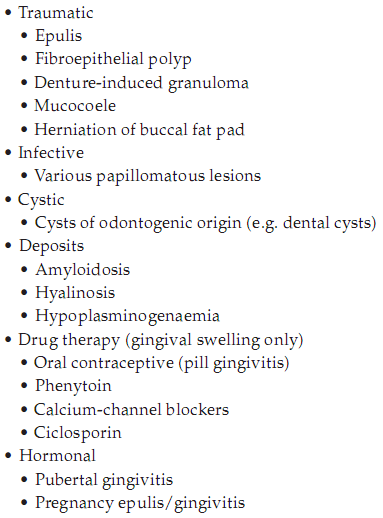 • Traumatic
• Epulis
• Fibroepithelial polyp
• Denture-induced granuloma
• Mucocoele
• Herniation of buccal fat pad
• Infective
• Various papillomatous lesions
• Cystic
• Cysts of odontogenic origin (e.g. dental cysts)
• Deposits
• Amyloidosis
• Hyalinosis
• Hypoplasminogenaemia
• Drug therapy (gingival swelling only)
• Oral contraceptive (pill gingivitis)
• Phenytoin
• Calcium-channel blockers
• Ciclosporin
• Hormonal
• Pubertal gingivitis
• Pregnancy epulis/gingivitis